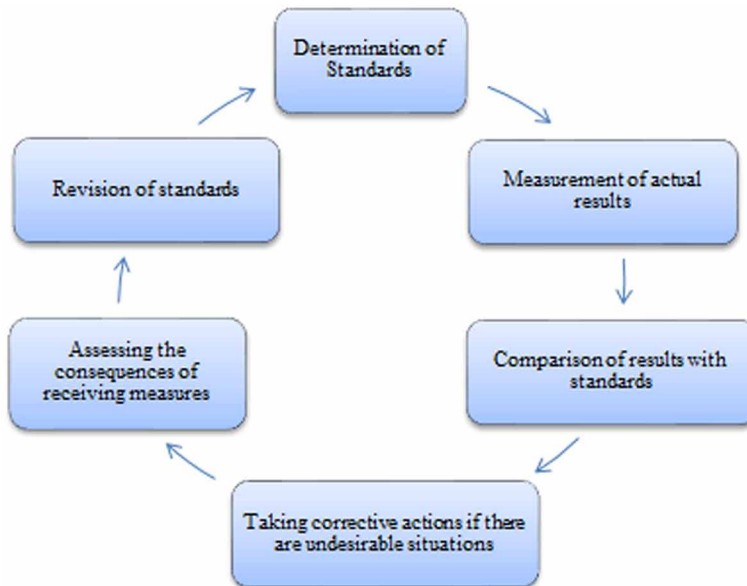 Determination of
Standards
Measurement of actual
results
Comparison of results with
standards
Taking corrective actions if there
are undesirable situations
Assessing the
consequences of
receiving measures
Revision of standards